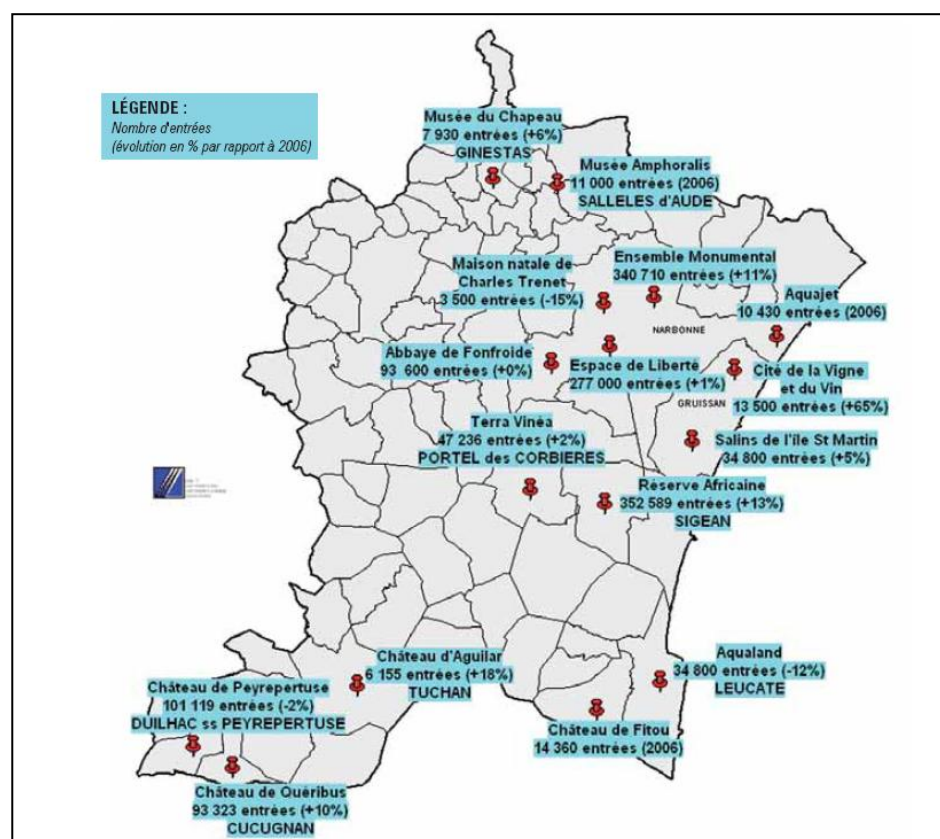 LÉGENDE :
Nombre d'entrées
(évolution en % par rapport à 2006)
Musée du Chapeau
7 930 entrées (+6%)
GINESTAS
Musée Amphoralis
11 000 entrées (2006)
SALLELES d'AUDE
Ensemble Monumental
340 710 entrées (+11%)
Maison natale de
Charles Trenet
3 500 entrées (-15%)
Aquajet
10 430 entrées (2006)
NARBONNE
Abbaye de Fonfroide
93 600 entrées (+0%)
Espace de Liberté
277 000 entrées (+1%)
Cité de la Vigne
et du Vin
13 500 entrées (+65%)
GRUISSAN
Terra Vinéa
47 236 entrées (+2%)
PORTEL des CORBIERES
Salins de l'île St Martin
34 800 entrées (+5%)
Réserve Africaine
352 589 entrées (+13%)
SIGEAN
Château d'Aguilar
6 155 entrées (+18%)
TUCHAN
Aqualand
34 800 entrées (-12%)
LEUCATE
Château de Peyrepertuse
101 119 entrées (-2%)
DUILHAC ss PEYREPERTUSE
Château de Fitou
14 360 entrées (2006)
Château de Quéribus
93 323 entrées (+10%)
CUCUGNAN